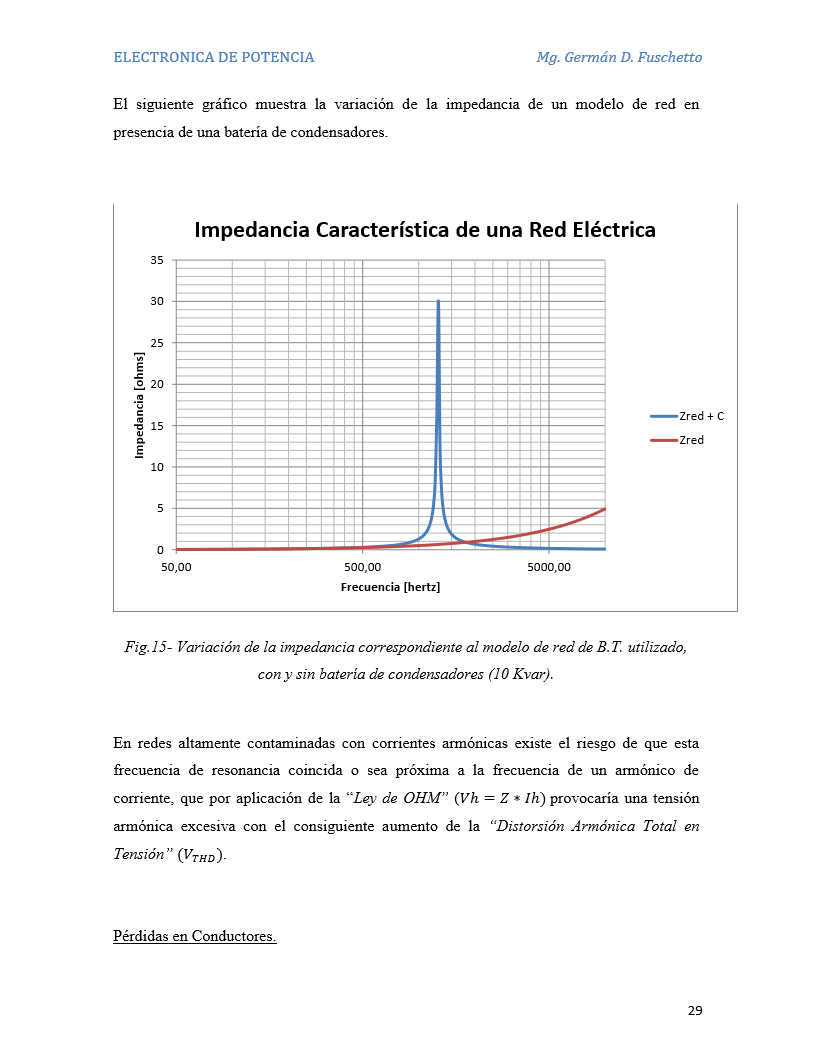 ELECTRONICA DE POTENCIA Mg. Germán D. Fuschetto
El siguiente gráfico muestra la variación de la impedancia de un modelo de red en
presencia de una batería de condensadores.
Impedancia Característica de una Red Eléctrica
35
30
25
20
15
10
5
0
Impedancia [ohms]
50,00 500,00 5000,00
Frecuencia [hertz]
Zred + C
Zred
Fig.15- Variación de la impedancia correspondiente al modelo de red de B.T. utilizado,
con y sin batería de condensadores (10 Kvar).
En redes altamente contaminadas con corrientes armónicas existe el riesgo de que esta
frecuencia de resonancia coincida o sea próxima a la frecuencia de un armónico de
corriente, que por aplicación de la “Ley de OHM” (Vh = Z ∗ Ih) provocaría una tensión
armónica excesiva con el consiguiente aumento de la “Distorsión Armónica Total en
Tensión” (V_THD).
Pérdidas en Conductores.
29